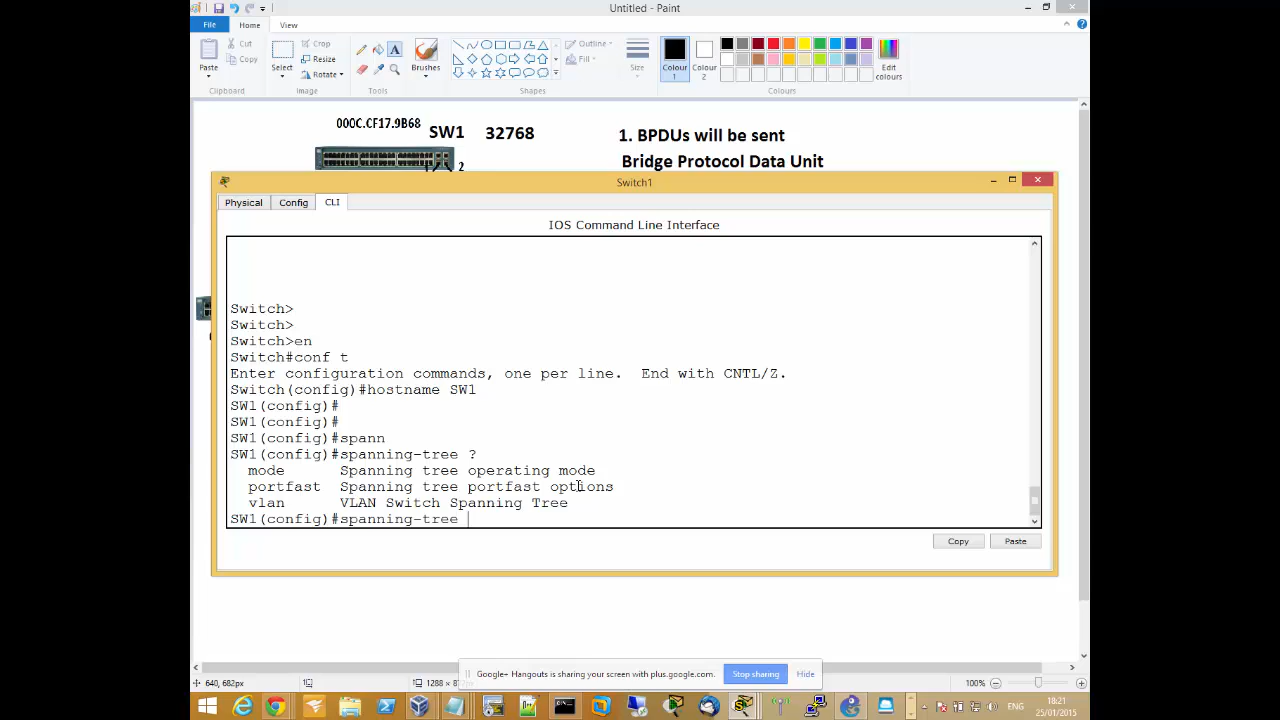 Untitled - Paint
File
Home
View
Paste
Cut
Copy
Clipboard
Select
Crop
Resize
Rotate
Image
Tools
Brushes
Shapes
Outline
Fill
Size
Colour 1
Colour 2
Edit colours
Colours
000C.CF17.9B68
SW1
32768
1. BPDUs will be sent
2
Bridge Protocol Data Unit
Switch1
Physical
Config
CLI
IOS Command Line Interface
Switch>
Switch>
Switch>en
Switch#conf t
Enter configuration commands, one per line.  End with CNTL/Z.
Switch(config)#hostname SW1
SW1(config)#
SW1(config)#
SW1(config)#spann
SW1(config)#spanning-tree ?
mode      Spanning tree operating mode
portfast  Spanning tree portfast options
vlan      VLAN Switch Spanning Tree
SW1(config)#spanning-tree
Copy
Paste
Google+ Hangouts is sharing your screen with plus.google.com.
Stop sharing
Hide
640, 682px
100%
ENG
18:21
25/01/2015